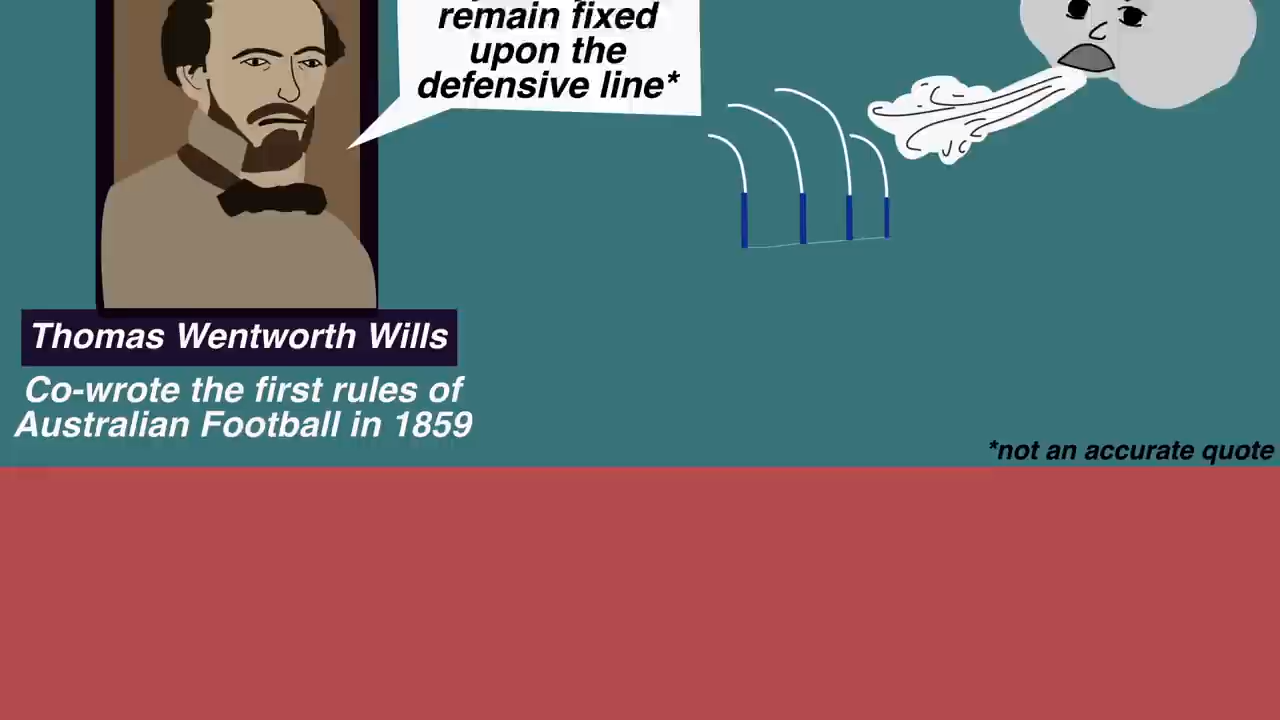 remain fixed
upon the
defensive line*
Thomas Wentworth Wills
Co-wrote the first rules of
Australian Football in 1859
*not an accurate quote